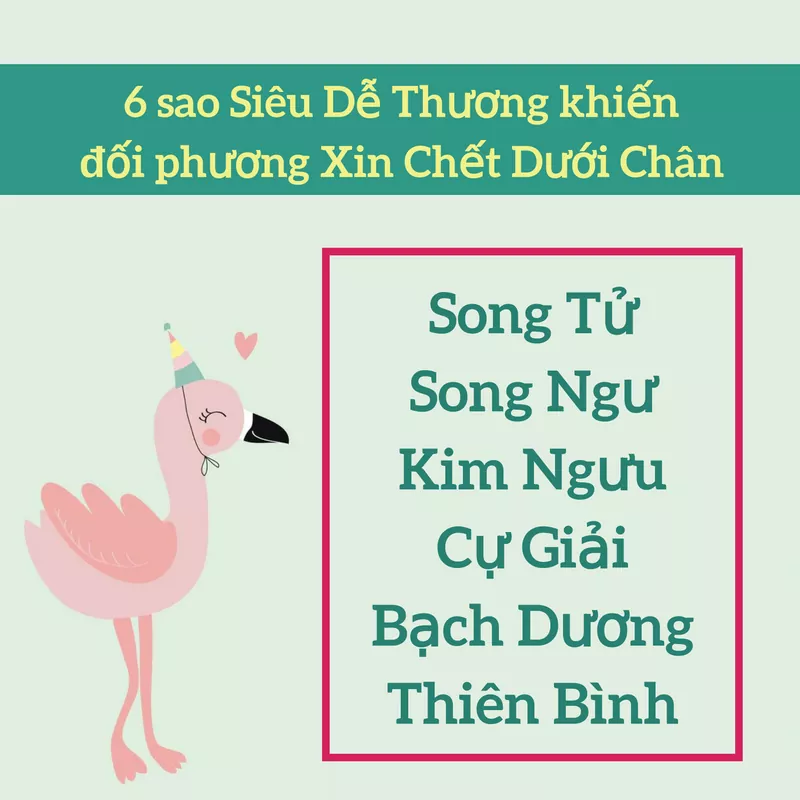 6 sao Siêu Dễ Thương khiến
đối phương Xin Chết Dưới Chân
Song Tử
Song Ngư
Kim Ngưu
Cự Giải
Bạch Dương
Thiên Bình